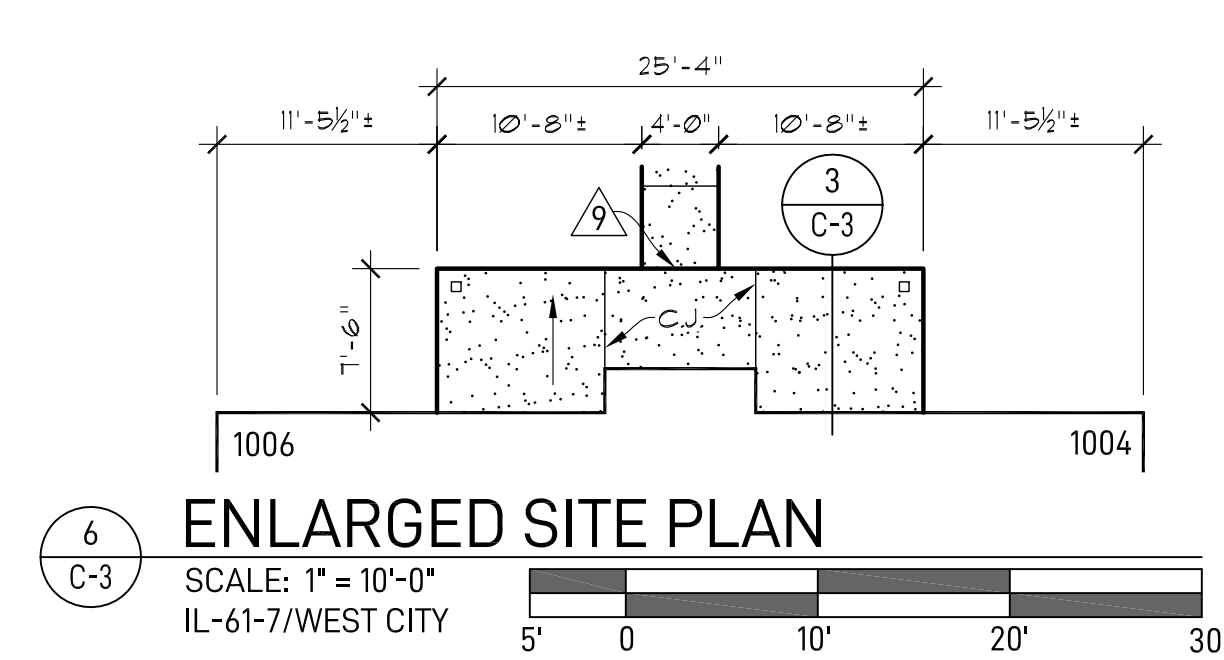 25'-4"
11'-5½"± 10'-8"± 4'-0" 10'-8"± 11'-5½"±
3
C-3
9
C.J.
7'-6"
1006 1004
6
C-3
ENLARGED SITE PLAN
SCALE: 1" = 10'-0"
IL-61-7/WEST CITY
5' 0 10' 20' 30